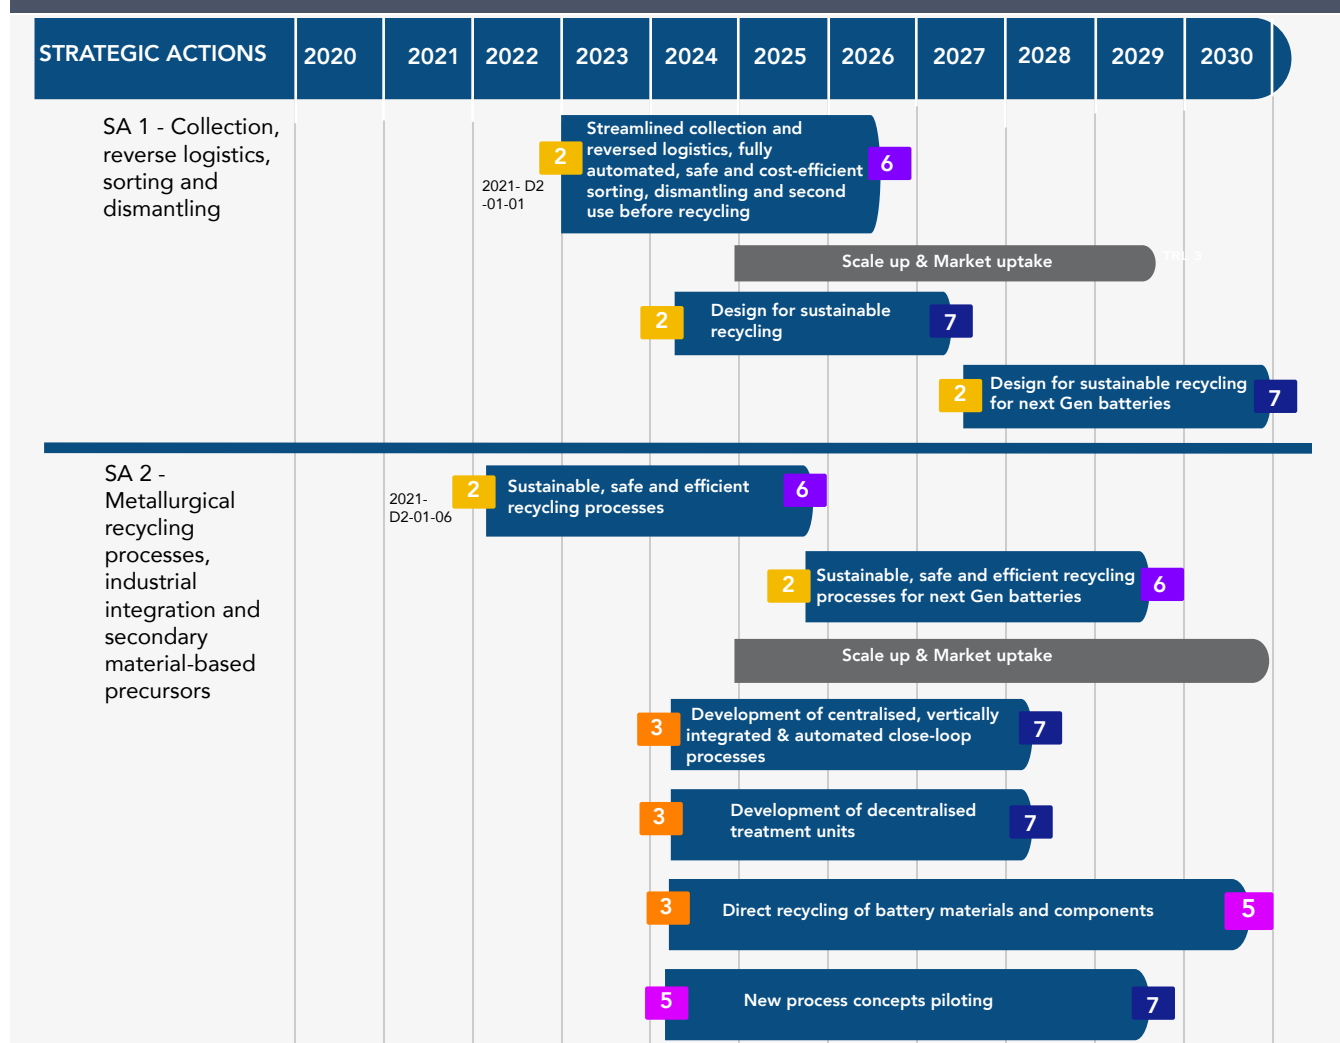 STRATEGIC ACTIONS 2020 2021 2022 2023 2024 2025 2026 2027 2028 2029 2030
SA 1 - Collection,
reverse logistics,
sorting and
dismantling
2021- D2
-01-01
2
Streamlined collection and
reversed logistics, fully
automated, safe and cost-efficient
sorting, dismantling and second
use before recycling
6
Scale up & Market uptake
TRL 3
2
Design for sustainable
recycling
7
2
Design for sustainable recycling
for next Gen batteries
7
SA 2 -
Metallurgical
recycling
processes,
industrial
integration and
secondary
material-based
precursors
2021-
D2-01-06
2
Sustainable, safe and efficient
recycling processes
6
2
Sustainable, safe and efficient recycling
processes for next Gen batteries
6
Scale up & Market uptake
3
Development of centralised, vertically
integrated & automated close-loop
processes
7
3
Development of decentralised
treatment units
7
3
Direct recycling of battery materials and components
5
5
New process concepts piloting
7